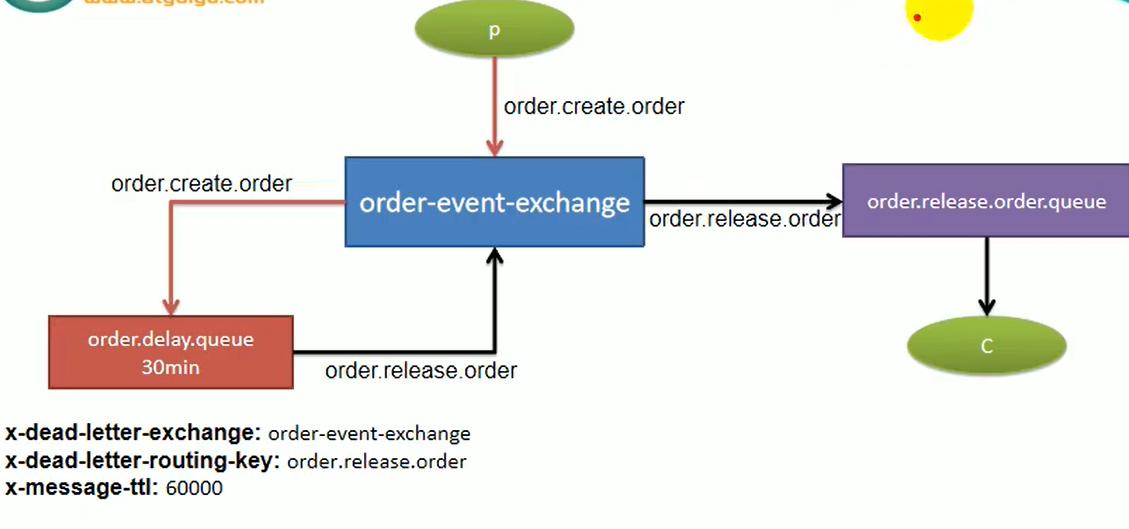 www.atguigu.com
p
order.create.order
order.create.order
order-event-exchange
order.release.order
order.release.order.queue
order.delay.queue
30min
order.release.order
C
x-dead-letter-exchange: order-event-exchange
x-dead-letter-routing-key: order.release.order
x-message-ttl: 60000